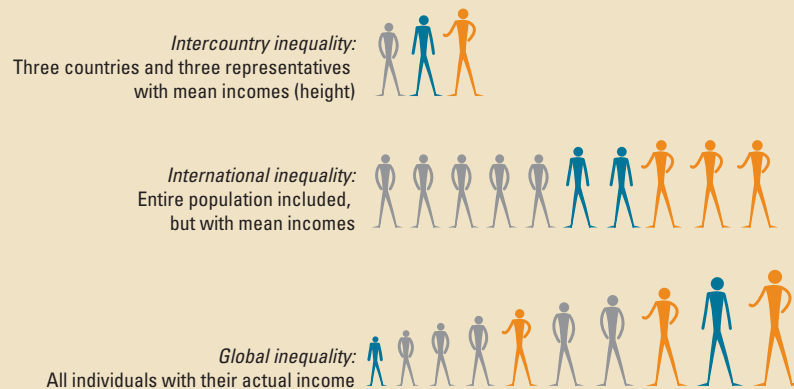 Intercountry inequality:
Three countries and three representatives
with mean incomes (height)
International inequality:
Entire population included,
but with mean incomes
Global inequality:
All individuals with their actual income